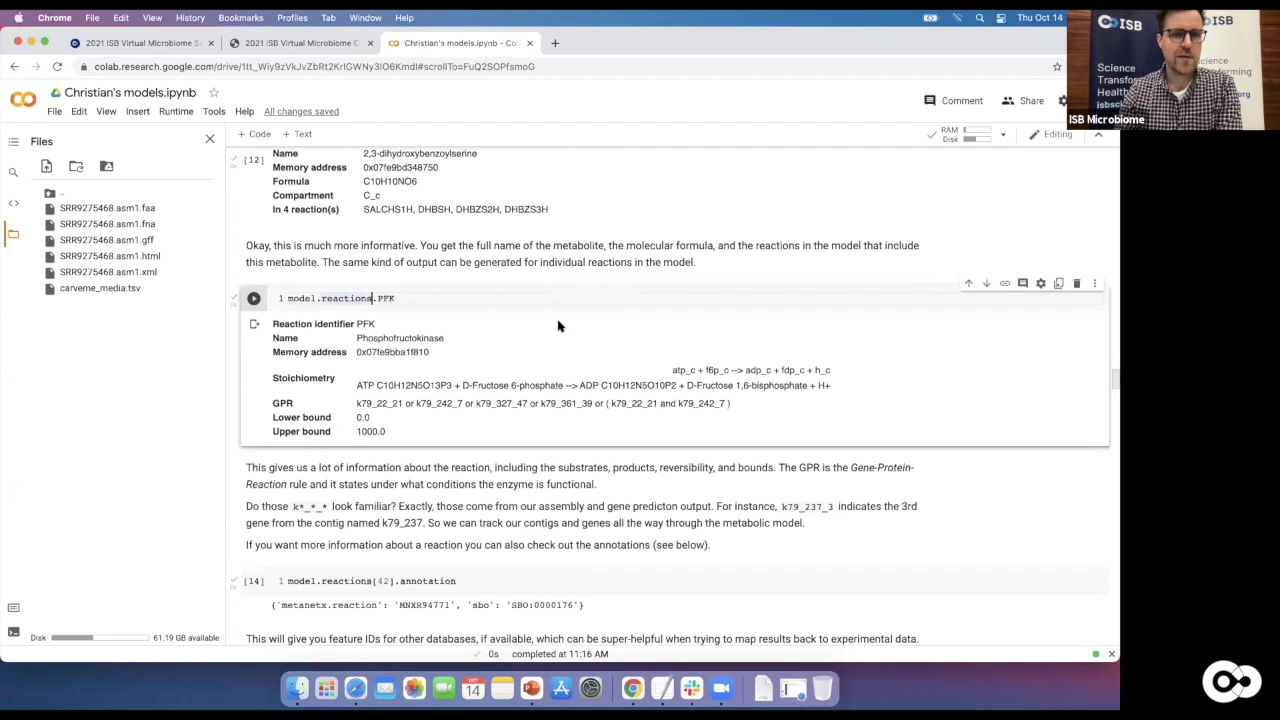 Chrome File Edit View History Bookmarks Profiles Tab Window Help Thu Oct 14
2021 ISB Virtual Microbiome S 2021 ISB Virtual Microbiome C Christian's models.ipynb - Col
colab.research.google.com/drive/1tt_Wiy9zVkJvZbRt2KrIGWNy3iO6KmdI#scrollTo=FuQ2SOPfsmoG
Christian's models.ipynb
File Edit View Insert Runtime Tools Help All changes saved
Comment Share
ISB
ISB
Science
Transfor
Health
isbsci
ISB Microbiome
Files
+ Code + Text
RAM
Disk
Editing
..
SRR9275468.asm1.faa
SRR9275468.asm1.fna
SRR9275468.asm1.gff
SRR9275468.asm1.html
SRR9275468.asm1.xml
carveme_media.tsv
Disk 61.19 GB available
[12]
Name 2,3-dihydroxybenzoylserine
Memory address 0x07fe9bd348750
Formula C10H10NO6
Compartment C_c
In 4 reaction(s) SALCHS1H, DHBSH, DHBZS2H, DHBZS3H
Okay, this is much more informative. You get the full name of the metabolite, the molecular formula, and the reactions in the model that include
this metabolite. The same kind of output can be generated for individual reactions in the model.
1 model.reactions.PFK
Reaction identifier PFK
Name Phosphofructokinase
Memory address 0x07fe9bba1f810
Stoichiometry
atp_c + f6p_c --> adp_c + fdp_c + h_c
ATP C10H12N5O13P3 + D-Fructose 6-phosphate --> ADP C10H12N5O10P2 + D-Fructose 1,6-bisphosphate + H+
GPR k79_22_21 or k79_242_7 or k79_327_47 or k79_361_39 or ( k79_22_21 and k79_242_7 )
Lower bound 0.0
Upper bound 1000.0
This gives us a lot of information about the reaction, including the substrates, products, reversibility, and bounds. The GPR is the Gene-Protein-
Reaction rule and it states under what conditions the enzyme is functional.
Do those k*_*_* look familiar? Exactly, those come from our assembly and gene predicton output. For instance, k79_237_3 indicates the 3rd
gene from the contig named k79_237. So we can track our contigs and genes all the way through the metabolic model.
If you want more information about a reaction you can also check out the annotations (see below).
[14] 1 model.reactions[42].annotation
{'metanetx.reaction': 'MNXR94771', 'sbo': 'SBO:0000176'}
This will give you feature IDs for other databases, if available, which can be super-helpful when trying to map results back to experimental data.
0s completed at 11:16 AM
OCT
14